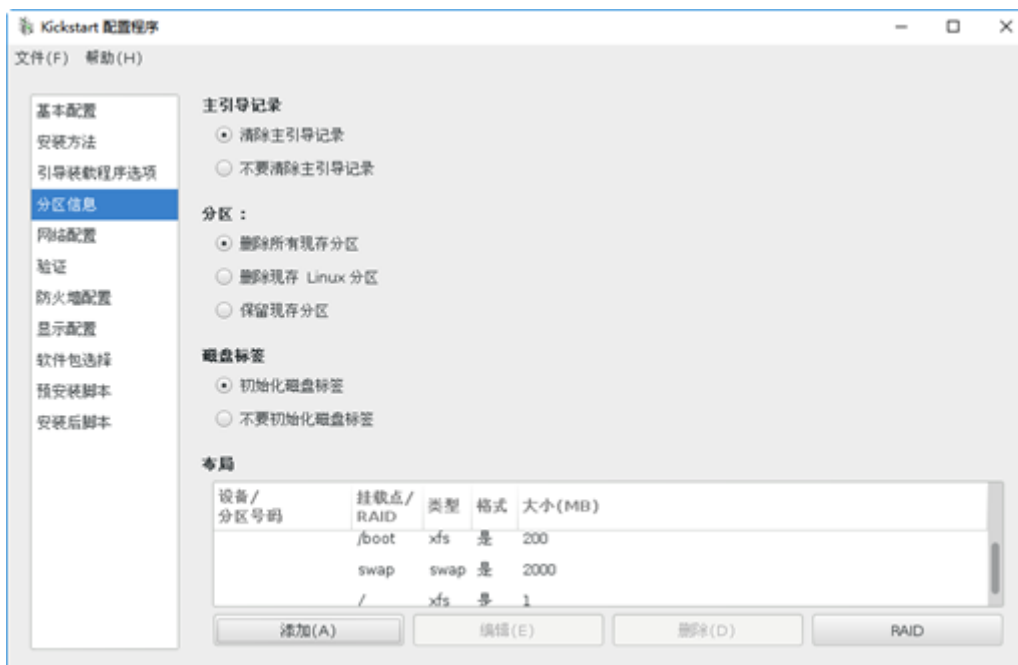 Kickstart 配置程序
文件(F) 帮助(H)
基本配置
安装方法
引导装载程序选项
分区信息
网络配置
验证
防火墙配置
显示配置
软件包选择
预安装脚本
安装后脚本
主引导记录
清除主引导记录
不要清除主引导记录
分区：
删除所有现存分区
删除现存 Linux 分区
保留现存分区
磁盘标签
初始化磁盘标签
不要初始化磁盘标签
布局
设备/
分区号码
挂载点/
RAID
类型 格式 大小(MB)
/boot xfs 是 200
swap swap 是 2000
/ xfs 是 1
添加(A) 编辑(E) 删除(D) RAID